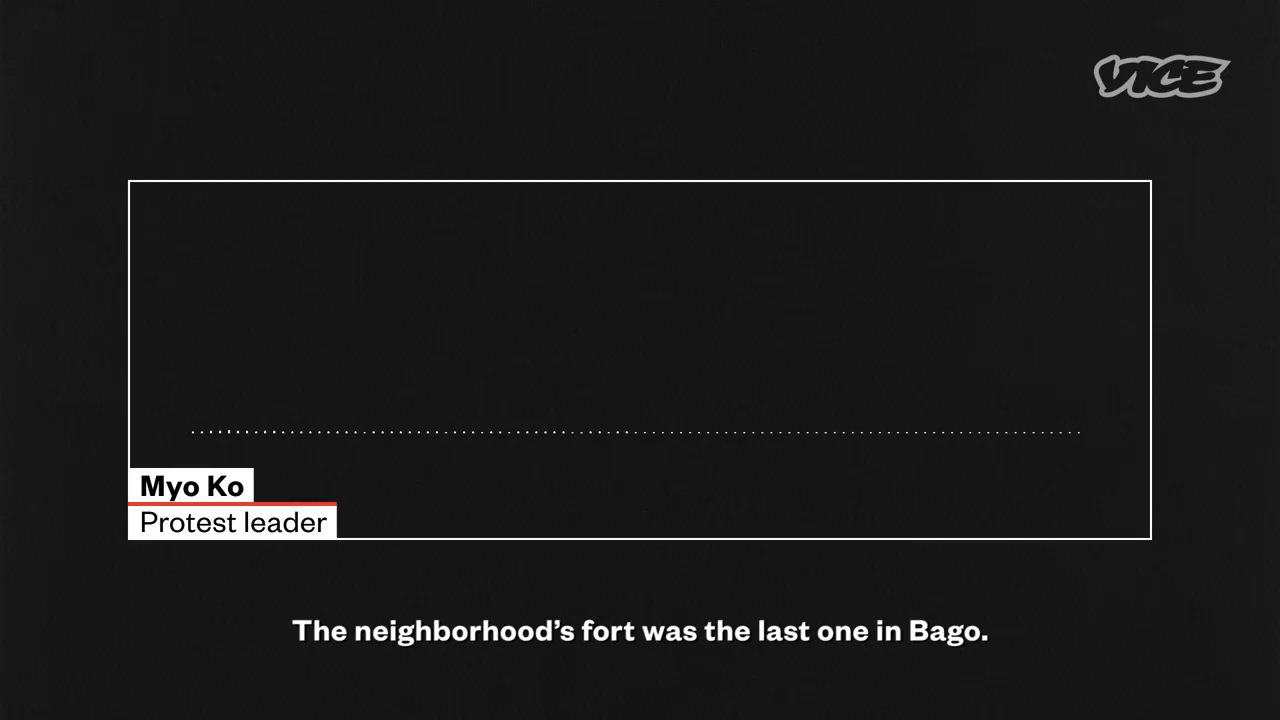 VICE
Myo Ko
Protest leader
The neighborhood’s fort was the last one in Bago.